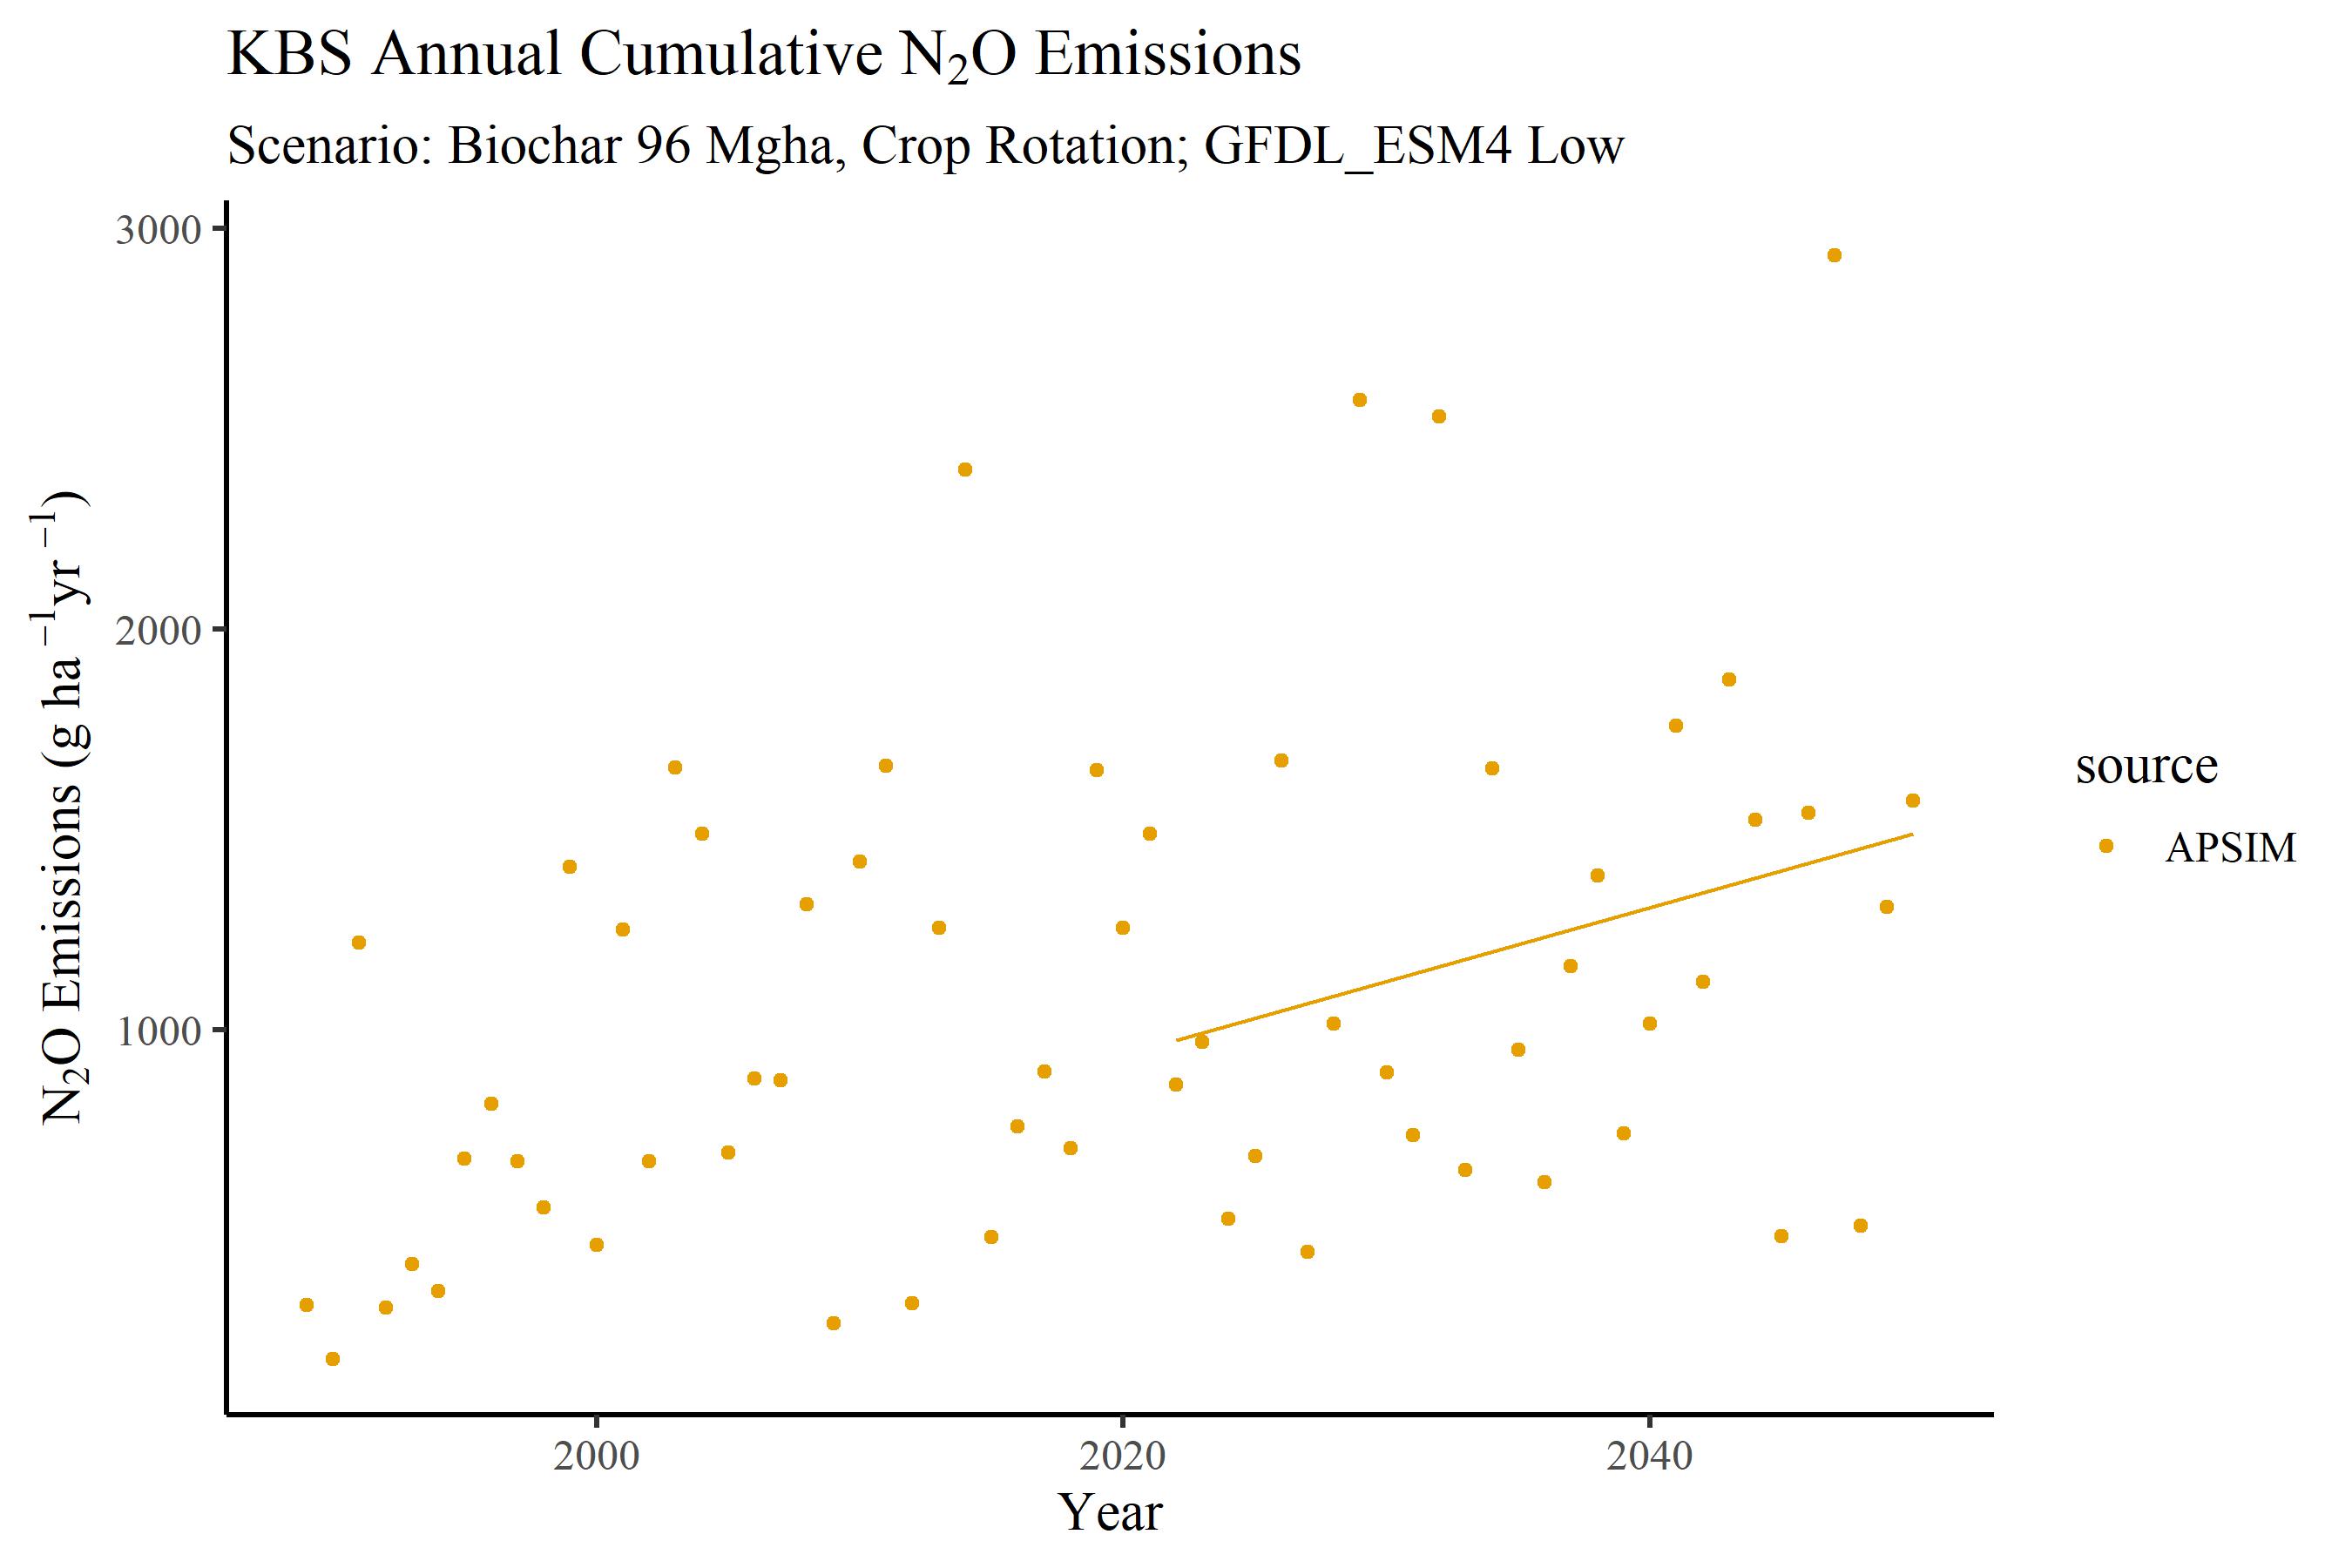 KBS Annual Cumulative N₂O Emissions
Scenario: Biochar 96 Mgha, Crop Rotation; GFDL_ESM4 Low
N₂O Emissions (g ha ⁻¹yr ⁻¹)
3000
2000
1000
2000
2020
2040
Year
source
APSIM